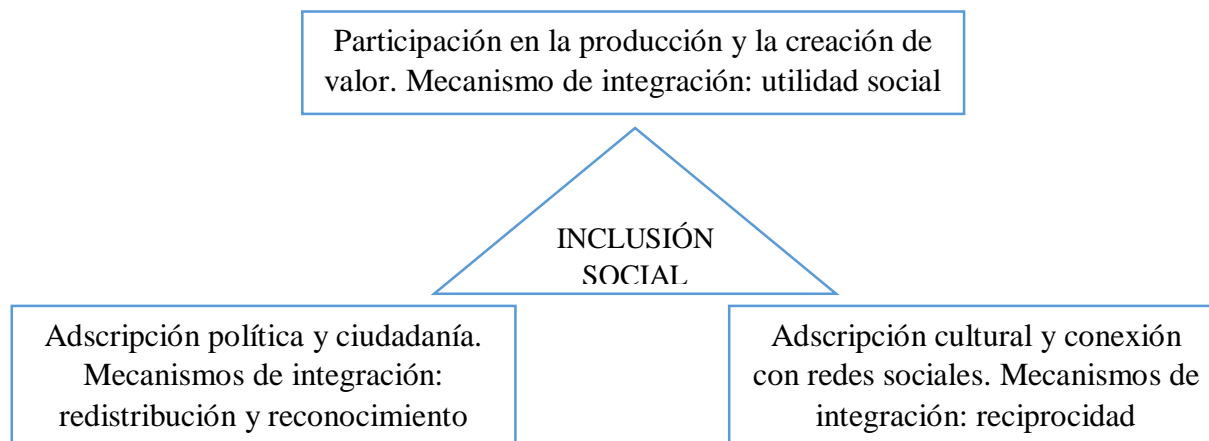 Participación en la producción y la creación de
valor. Mecanismo de integración: utilidad social
INCLUSIÓN
SOCIAL
Adscripción política y ciudadanía.
Mecanismos de integración:
redistribución y reconocimiento
Adscripción cultural y conexión
con redes sociales. Mecanismos de
integración: reciprocidad